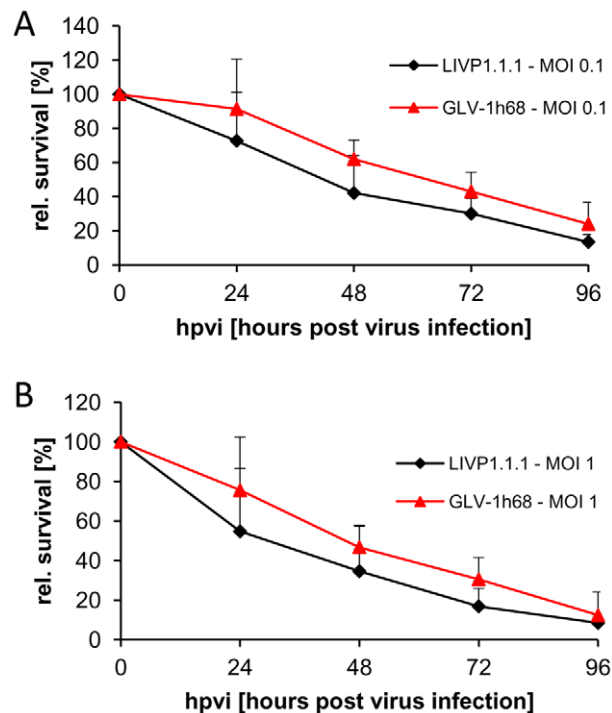 A
140
120
100
80
60
40
20
0
rel. survival [%]
LIVP1.1.1 - MOI 0.1
GLV-1h68 - MOI 0.1
0 24 48 72 96
hpvi [hours post virus infection]
B
120
100
80
60
40
20
0
rel. survival [%]
LIVP1.1.1 - MOI 1
GLV-1h68 - MOI 1
0 24 48 72 96
hpvi [hours post virus infection]